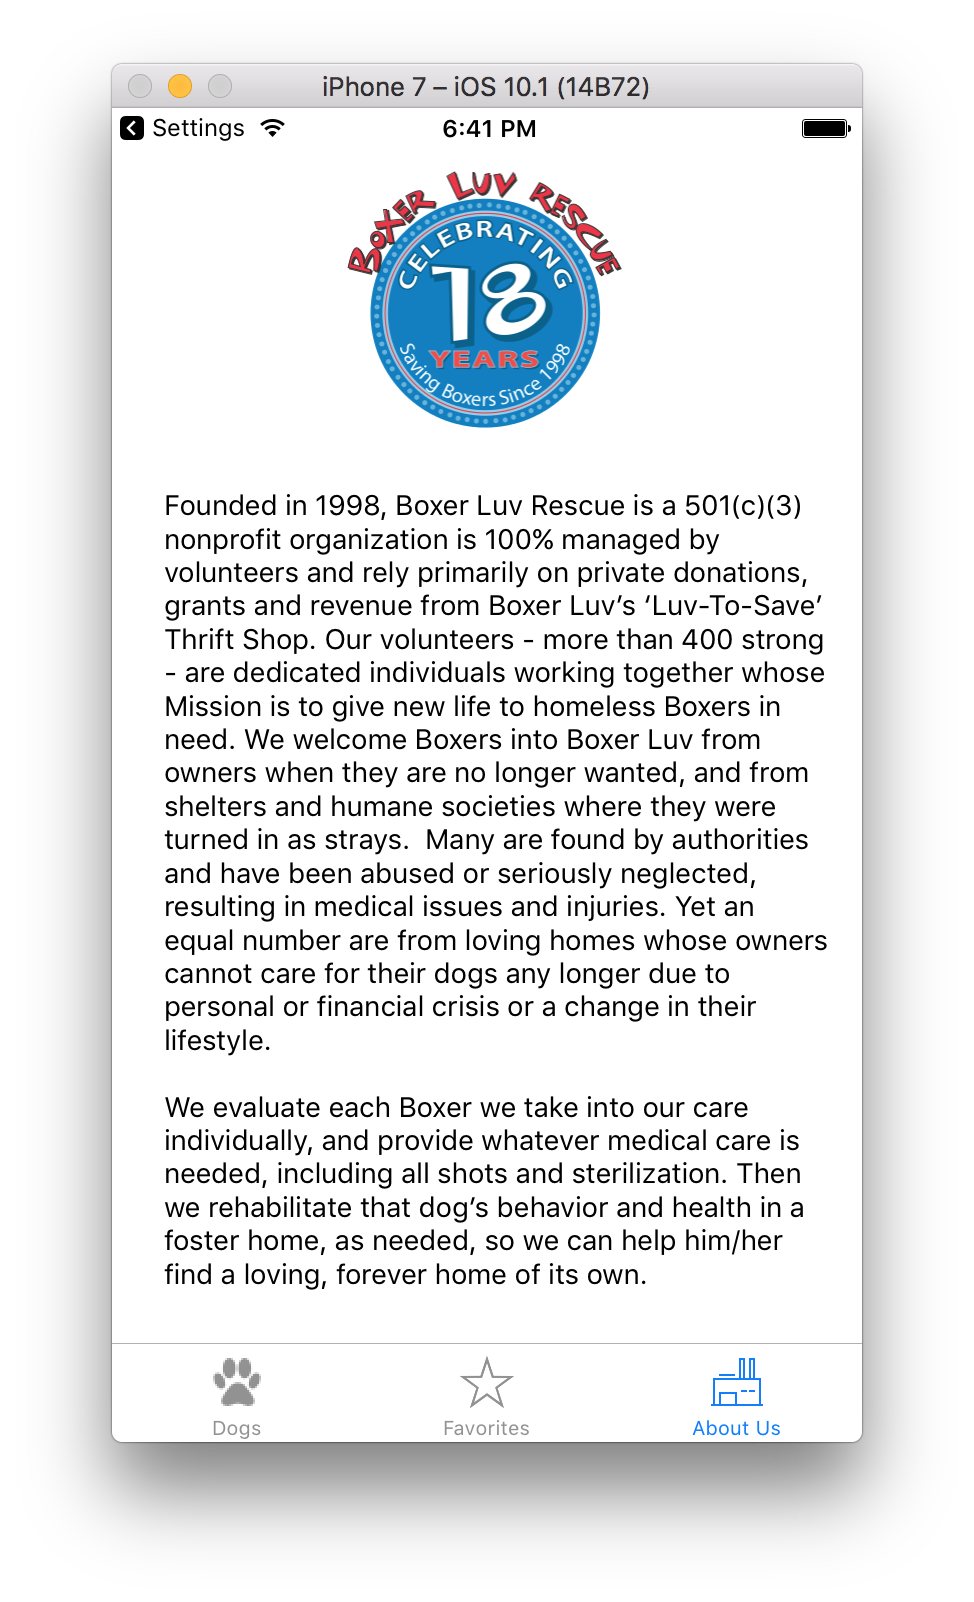 iPhone 7 – iOS 10.1 (14B72)
Settings 6:41 PM
BOXER LUV RESCUE
CELEBRATING
18
YEARS
Saving Boxers Since 1998
Founded in 1998, Boxer Luv Rescue is a 501(c)(3)
nonprofit organization is 100% managed by
volunteers and rely primarily on private donations,
grants and revenue from Boxer Luv’s ‘Luv-To-Save’
Thrift Shop. Our volunteers - more than 400 strong
- are dedicated individuals working together whose
Mission is to give new life to homeless Boxers in
need. We welcome Boxers into Boxer Luv from
owners when they are no longer wanted, and from
shelters and humane societies where they were
turned in as strays.  Many are found by authorities
and have been abused or seriously neglected,
resulting in medical issues and injuries. Yet an
equal number are from loving homes whose owners
cannot care for their dogs any longer due to
personal or financial crisis or a change in their
lifestyle.
We evaluate each Boxer we take into our care
individually, and provide whatever medical care is
needed, including all shots and sterilization. Then
we rehabilitate that dog’s behavior and health in a
foster home, as needed, so we can help him/her
find a loving, forever home of its own.
Dogs Favorites About Us